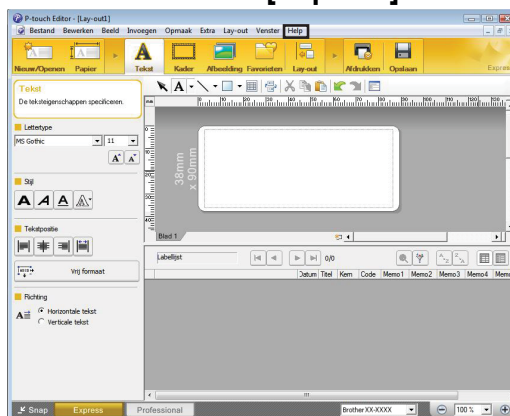 P-touch Editor - [Lay-out1]
Bestand Bewerken Beeld Invoegen Opmaak Extra Lay-out Venster Help
Nieuw/Openen Papier Tekst Kader Afbeelding Favorieten Lay-out Afdrukken Opslaan Express
Tekst
De teksteigenschappen specificeren.
Lettertype
MS Gothic 11
Stijl
Tekstpositie
Vrij formaat
Richting
Horizontale tekst
Verticale tekst
38mm
x 90mm
Blad 1
Labellijst 0/0
Datum Titel Kern Code Memo1 Memo2 Memo3 Memo4
Snap Express Professional Brother XX-XXXX 100 %